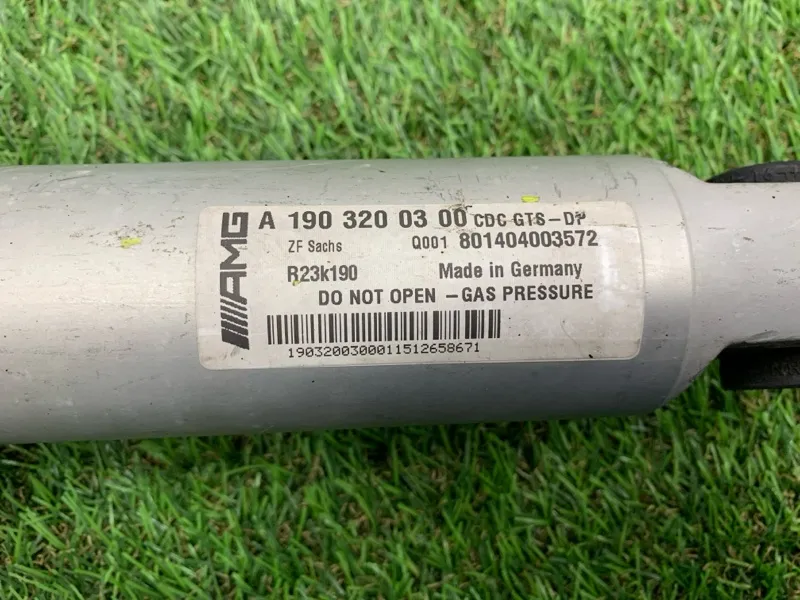 AMG
A 190 320 03 00 CDC GTS-DP
ZF Sachs Q001 801404003572
R23k190 Made in Germany
DO NOT OPEN - GAS PRESSURE
1903200300011512658671